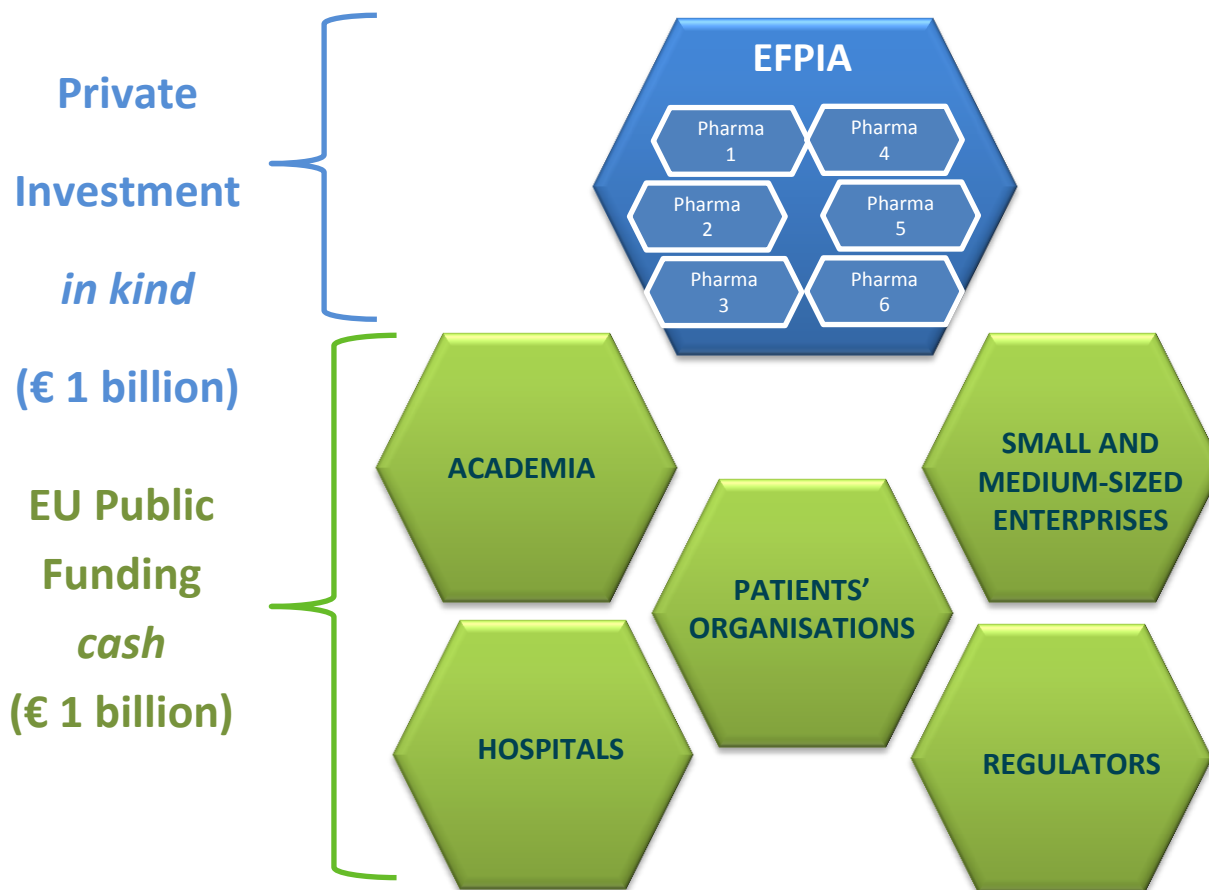 Private
Investment
in kind
(€ 1 billion)
EFPIA
Pharma
1
Pharma
4
Pharma
2
Pharma
5
Pharma
3
Pharma
6
EU Public
Funding
cash
(€ 1 billion)
ACADEMIA
SMALL AND
MEDIUM-SIZED
ENTERPRISES
PATIENTS’
ORGANISATIONS
HOSPITALS
REGULATORS